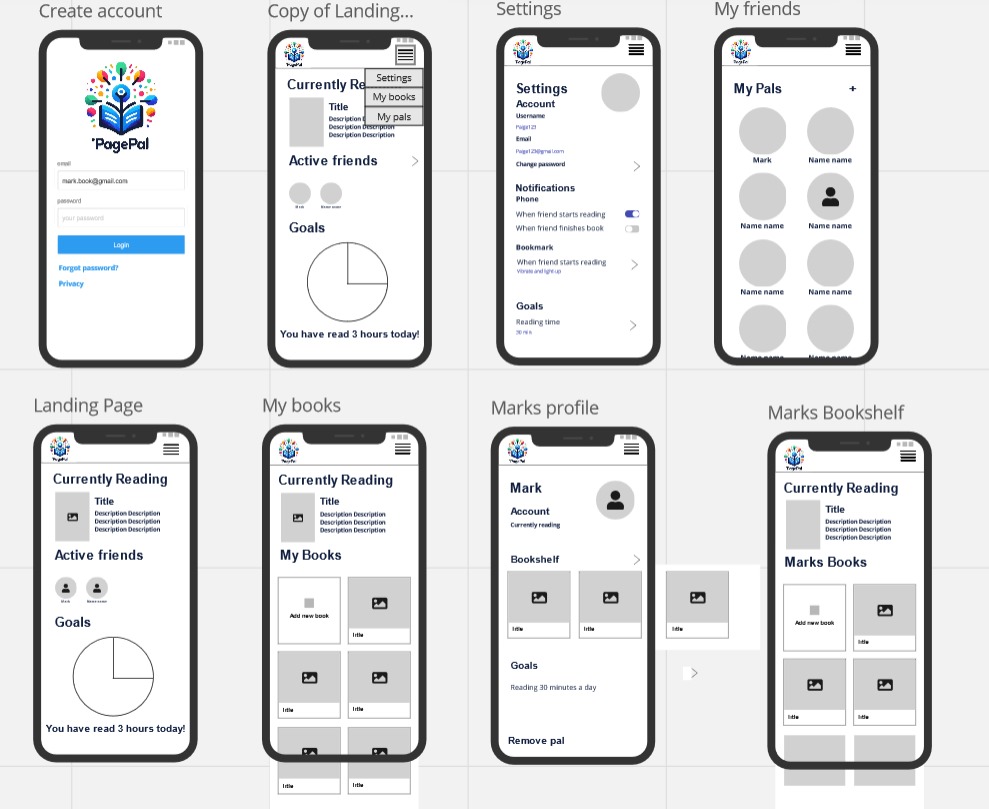 Create account
PagePal
email
mark.book@gmail.com
password
your password
Login
Forgot password?
Privacy
Copy of Landing...
PagePal
Currently Re
Settings
My books
My pals
Title
Description
Description Description
Description Description
Active friends
Mark
Name name
Goals
You have read 3 hours today!
Settings
PagePal
Settings
Account
Username
Page123
Email
Page123@gmail.com
Change password
Notifications
Phone
When friend starts reading
When friend finishes book
Bookmark
When friend starts reading
Vibrate and light up
Goals
Reading time
30 min
My friends
PagePal
My Pals
+
Mark
Name name
Name name
Name name
Name name
Name name
Name name
Name name
Landing Page
PagePal
Currently Reading
Title
Description Description
Description Description
Description Description
Active friends
Mark
Name name
Goals
You have read 3 hours today!
My books
PagePal
Currently Reading
Title
Description Description
Description Description
Description Description
My Books
Add new book
Title
Title
Title
Title
Title
Marks profile
PagePal
Mark
Account
Currently reading
Bookshelf
Title
Title
Title
Goals
Reading 30 minutes a day
Remove pal
Marks Bookshelf
PagePal
Currently Reading
Title
Description Description
Description Description
Description Description
Marks Books
Add new book
Title
Title
Title